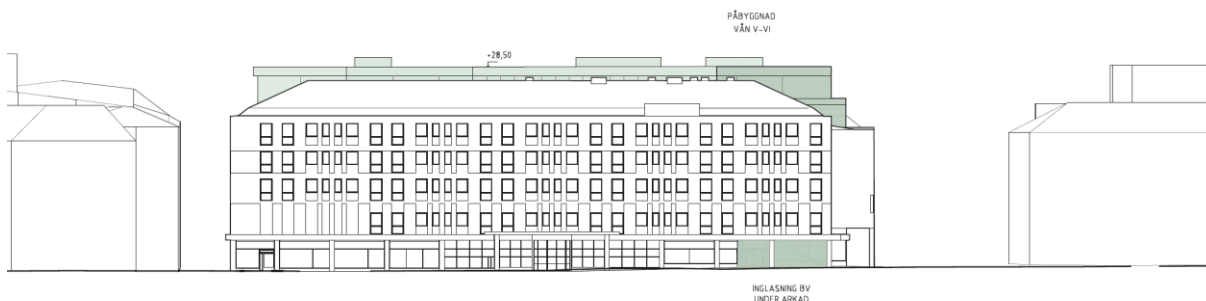 PÅBYGGNAD
VÅN V-VI
+28,50
INGLASNING BV
UNDER ARKAD